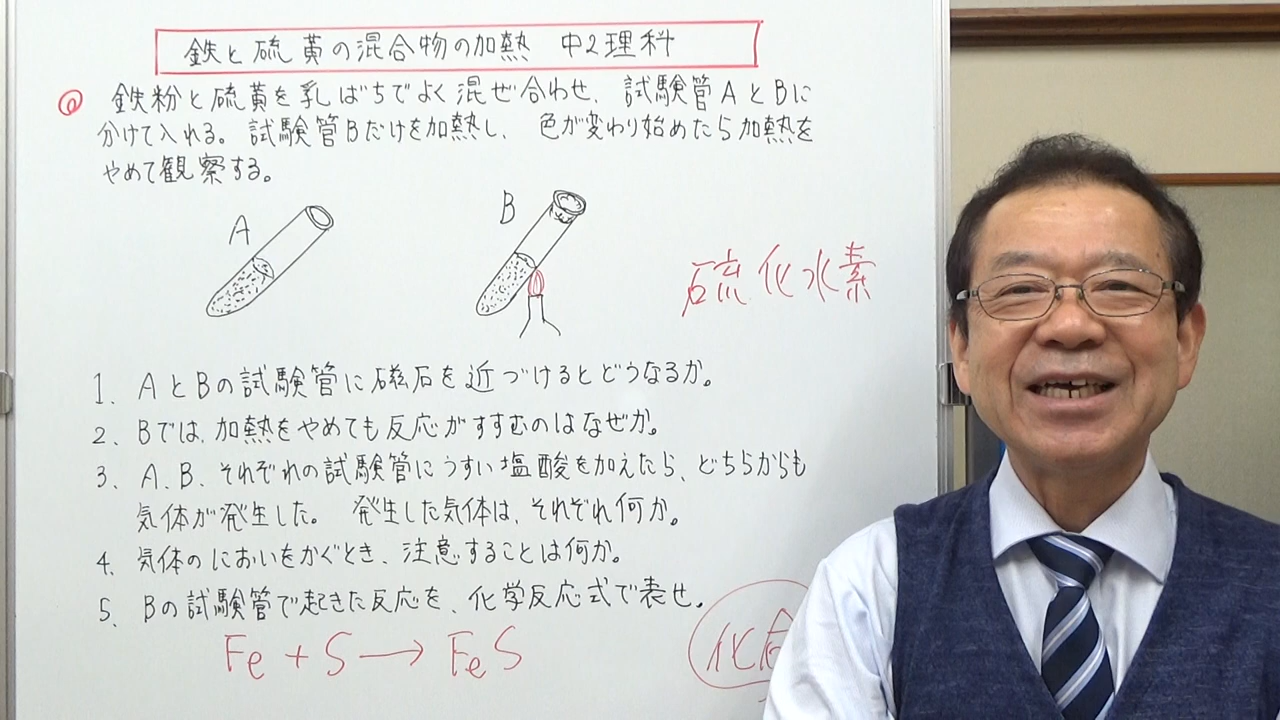 鉄と硫黄の混合物の加熱 中2理科
@ 鉄粉と硫黄を乳ばちでよく混ぜ合わせ、試験管AとBに
分けて入れる。試験管Bだけを加熱し、色が変わり始めたら加熱を
やめて観察する。
A
B
硫化水素
1. AとBの試験管に磁石を近づけるとどうなるか。
2. Bでは、加熱をやめても反応がすすむのはなぜか。
3. A、B、それぞれの試験管にうすい塩酸を加えたら、どちらからも
気体が発生した。 発生した気体は、それぞれ何か。
4. 気体のにおいをかぐとき、注意することは何か。
5. Bの試験管で起きた反応を、化学反応式で表せ。
Fe + S → FeS
化合